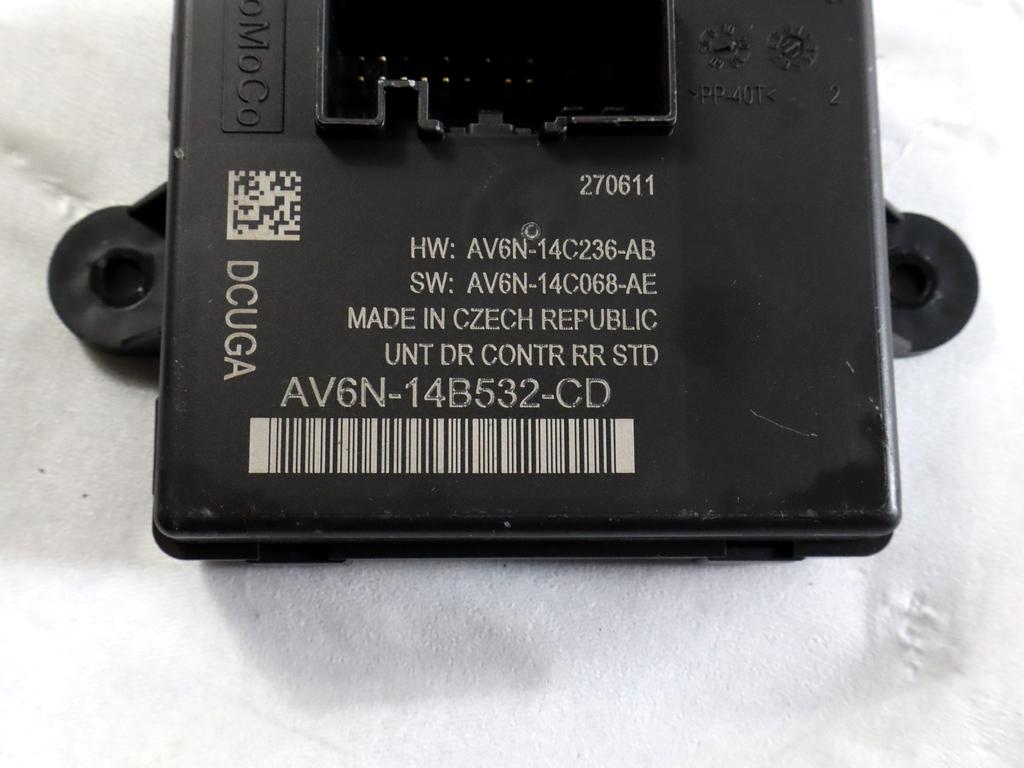 oMoCo
>PP-40T<
2
270611
HW: AV6N-14C236-AB
SW: AV6N-14C068-AE
MADE IN CZECH REPUBLIC
UNT DR CONTR RR STD
DCUGA
AV6N-14B532-CD